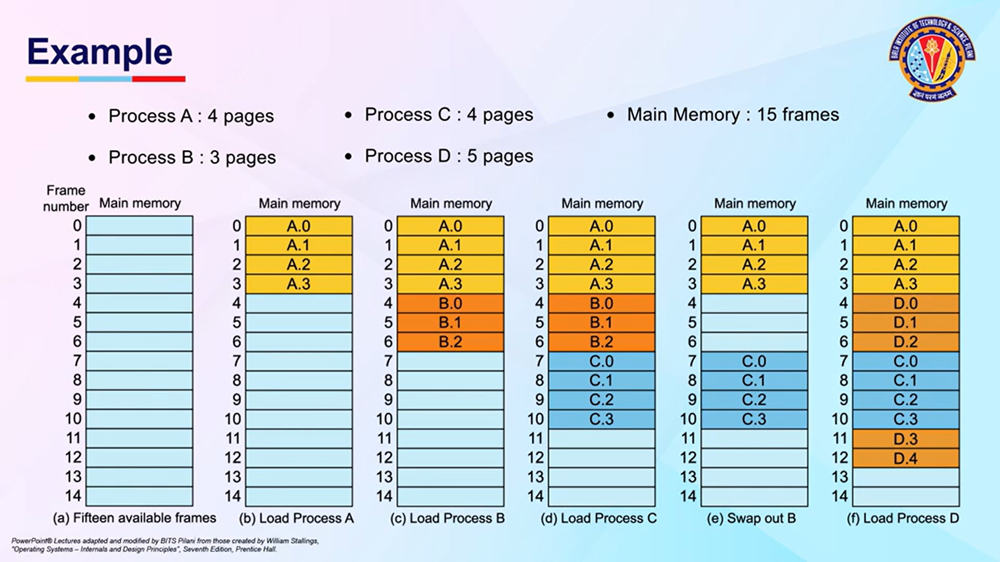 Example
BIRLA INSTITUTE OF TECHNOLOGY & SCIENCE PILANI
ज्ञानं परमं बलम्
• Process A : 4 pages
• Process C : 4 pages
• Main Memory : 15 frames
• Process B : 3 pages
• Process D : 5 pages
Frame
number
Main memory
0
1
2
3
4
5
6
7
8
9
10
11
12
13
14
(a) Fifteen available frames
Main memory
0 A.0
1 A.1
2 A.2
3 A.3
4
5
6
7
8
9
10
11
12
13
14
(b) Load Process A
Main memory
0 A.0
1 A.1
2 A.2
3 A.3
4 B.0
5 B.1
6 B.2
7
8
9
10
11
12
13
14
(c) Load Process B
Main memory
0 A.0
1 A.1
2 A.2
3 A.3
4 B.0
5 B.1
6 B.2
7 C.0
8 C.1
9 C.2
10 C.3
11
12
13
14
(d) Load Process C
Main memory
0 A.0
1 A.1
2 A.2
3 A.3
4
5
6
7 C.0
8 C.1
9 C.2
10 C.3
11
12
13
14
(e) Swap out B
Main memory
0 A.0
1 A.1
2 A.2
3 A.3
4 D.0
5 D.1
6 D.2
7 C.0
8 C.1
9 C.2
10 C.3
11 D.3
12 D.4
13
14
(f) Load Process D
PowerPoint® Lectures adapted and modified by BITS Pilani from those created by William Stallings,
"Operating Systems – Internals and Design Principles", Seventh Edition, Prentice Hall.